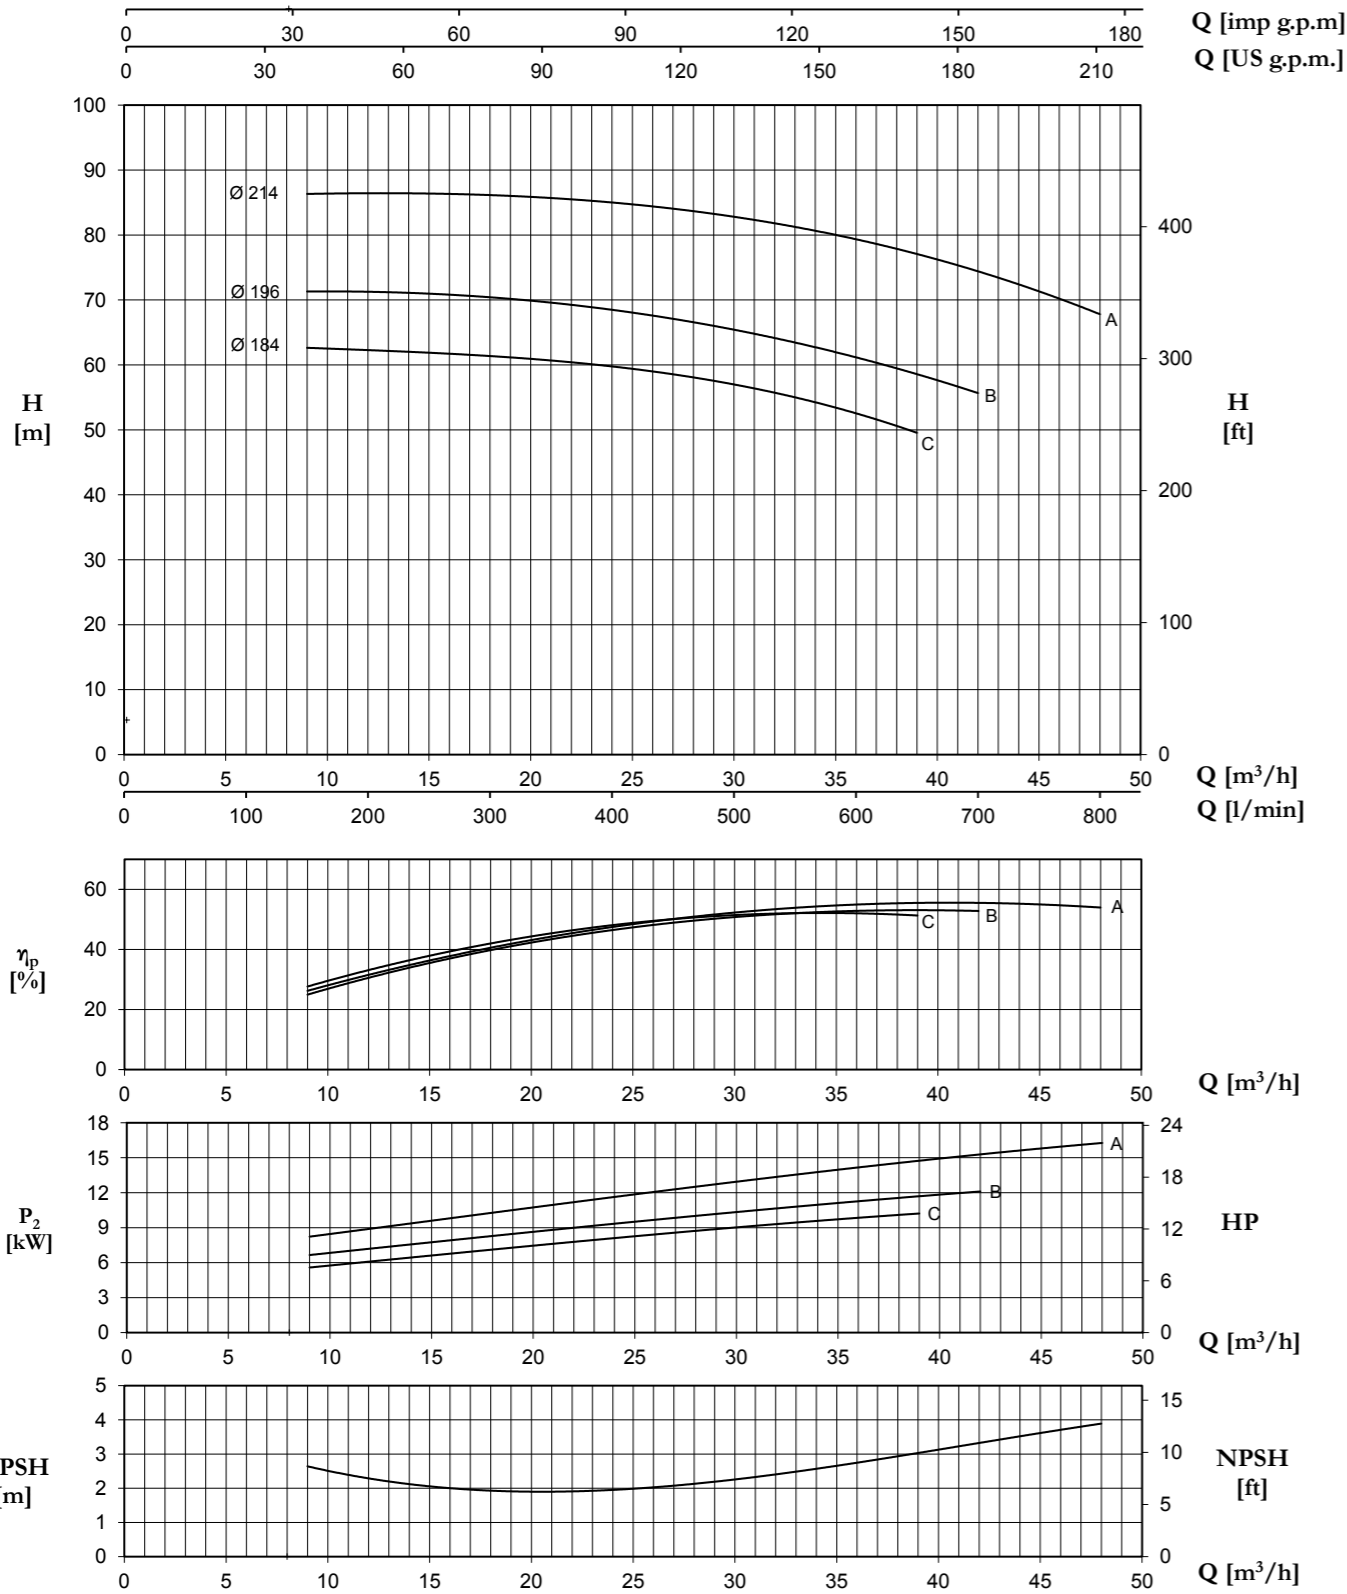 0 30 60 90 120 150 180 Q [imp g.p.m]
0 30 60 90 120 150 180 210 Q [US g.p.m.]
100
90
80
70
60
50
40
30
20
10
0
H
[m]
Ø 214
Ø 196
Ø 184
A
B
C
400
300
200
100
0
H
[ft]
0 5 10 15 20 25 30 35 40 45 50 Q [m³/h]
0 100 200 300 400 500 600 700 800 Q [l/min]
60
40
20
0
ηp
[%]
A
B
C
0 5 10 15 20 25 30 35 40 45 50 Q [m³/h]
18
15
12
9
6
3
0
P₂
[kW]
A
B
C
24
18
12
6
0
HP
0 5 10 15 20 25 30 35 40 45 50 Q [m³/h]
5
4
3
2
1
0
PSH
[m]
15
10
5
0
NPSH
[ft]
0 5 10 15 20 25 30 35 40 45 50 Q [m³/h]